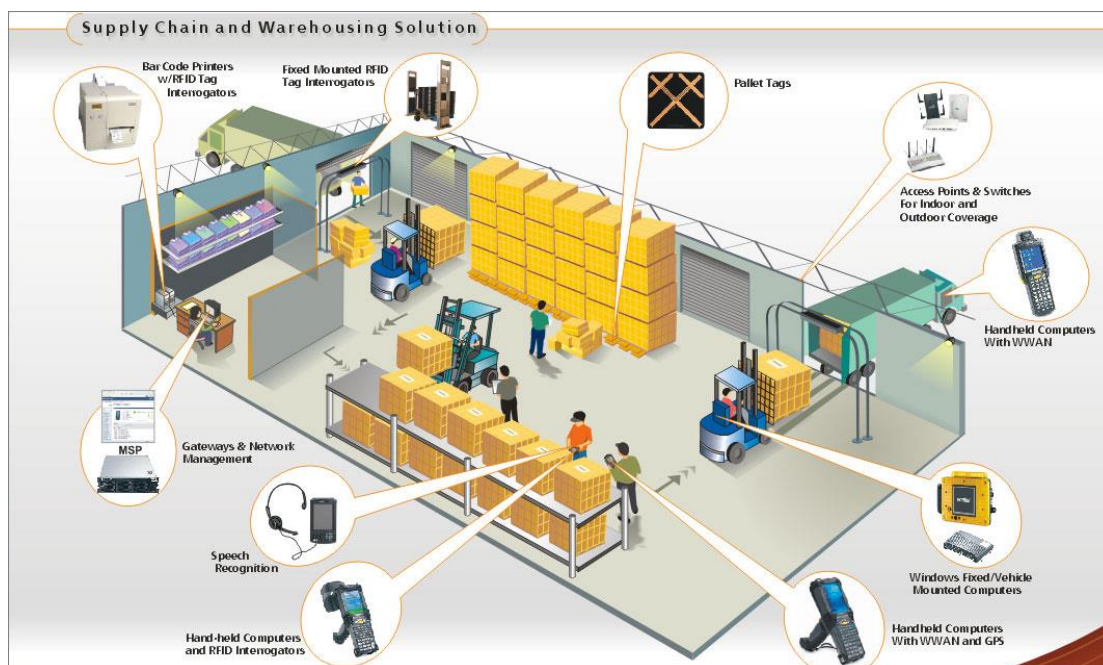 Supply Chain and Warehousing Solution
Bar Code Printers
w/RFID Tag
Interrogators
Fixed Mounted RFID
Tag Interrogators
Pallet Tags
Access Points & Switches
For Indoor and
Outdoor Coverage
Handheld Computers
With WWAN
MSP
Gateways & Network
Management
Speech
Recognition
Windows Fixed/Vehicle
Mounted Computers
Hand-held Computers
and RFID Interrogators
Handheld Computers
With WWAN and GPS